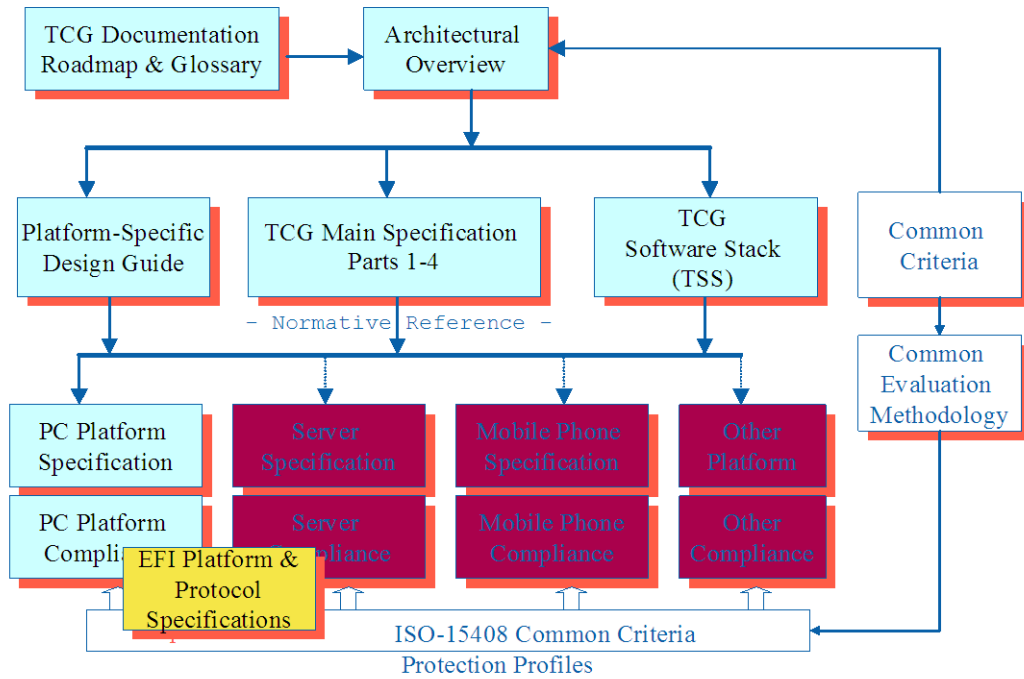 TCG Documentation
Roadmap & Glossary
Architectural
Overview
Platform-Specific
Design Guide
TCG Main Specification
Parts 1-4
TCG
Software Stack
(TSS)
Common
Criteria
- Normative Reference -
Common
Evaluation
Methodology
PC Platform
Specification
Server
Specification
Mobile Phone
Specification
Other
Platform
PC Platform
Server
Compliance
Mobile Phone
Compliance
Other
Compliance
EFI Platform &
Protocol
Specifications
ISO-15408 Common Criteria
Protection Profiles